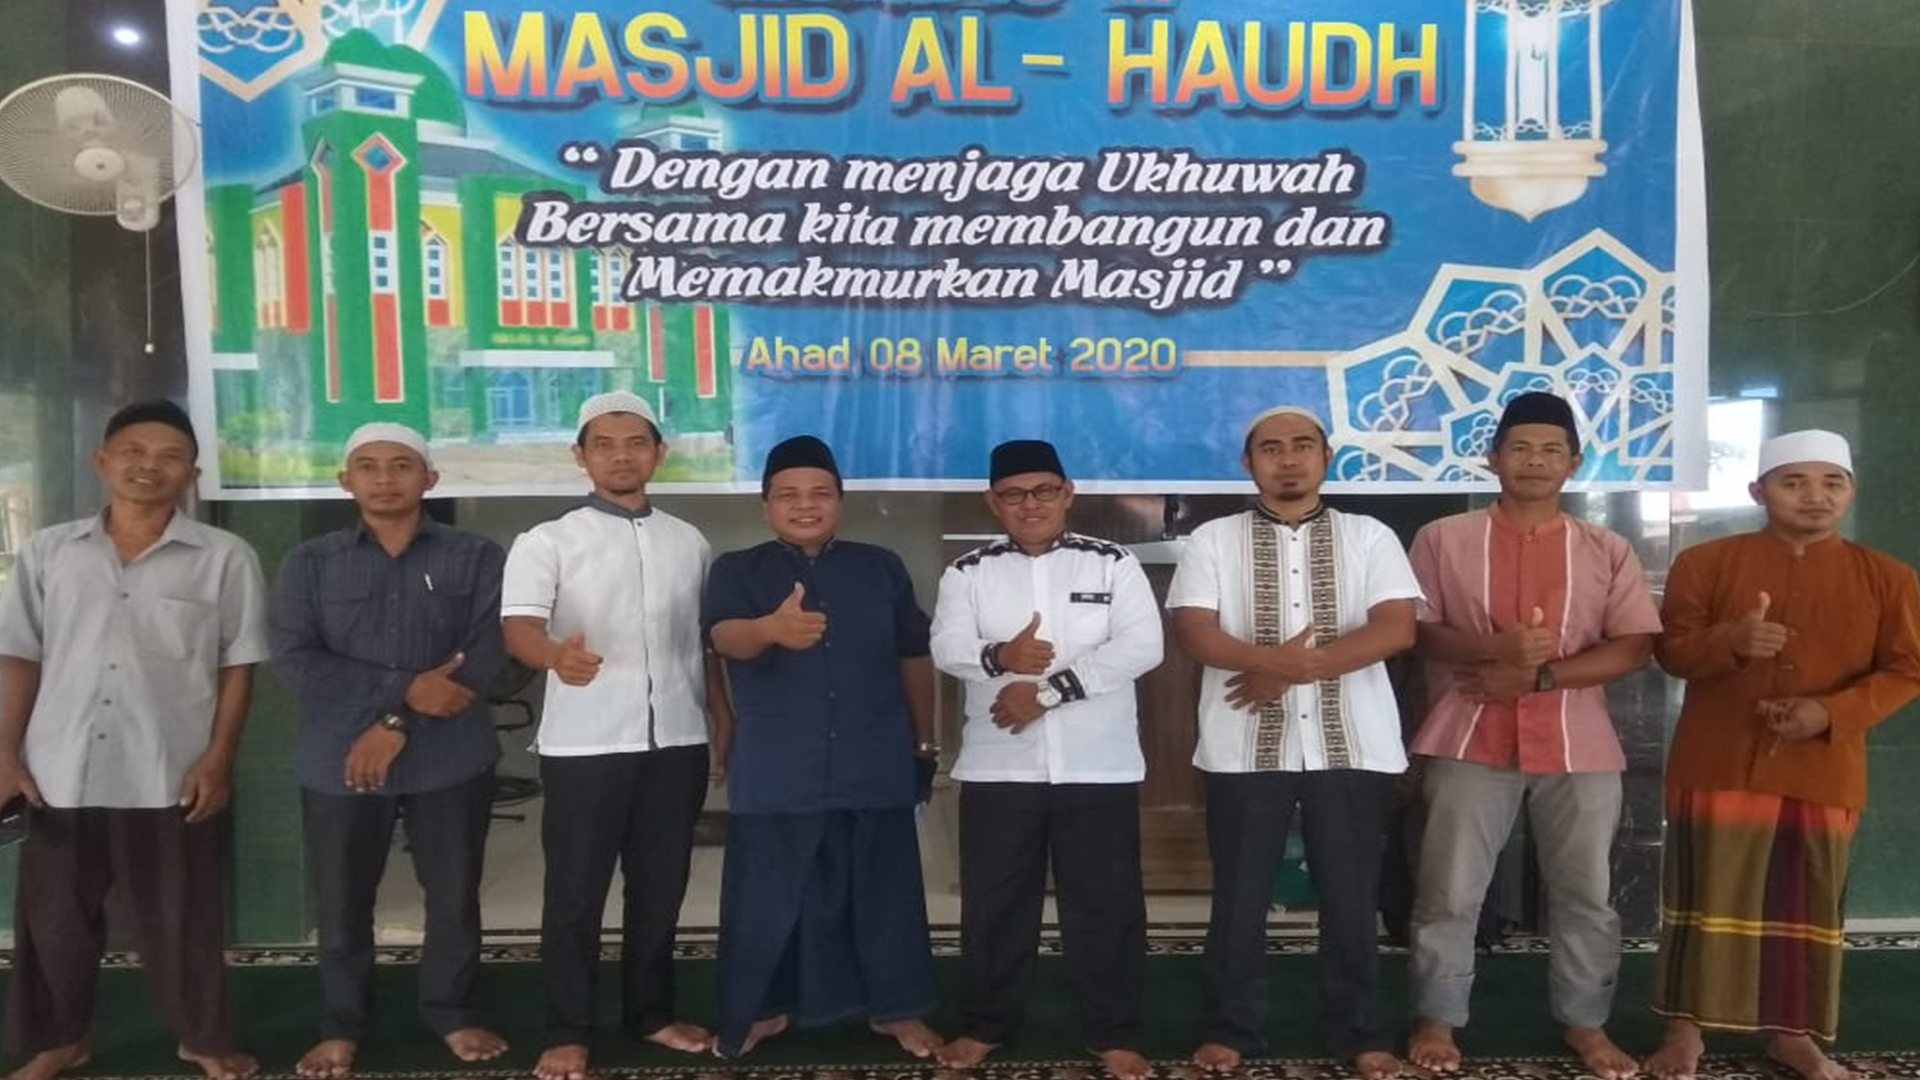 MASJID AL - HAUDH
“ Dengan menjaga Ukhuwah
Bersama kita membangun dan
Memakmurkan Masjid ”
Ahad, 08 Maret 2020